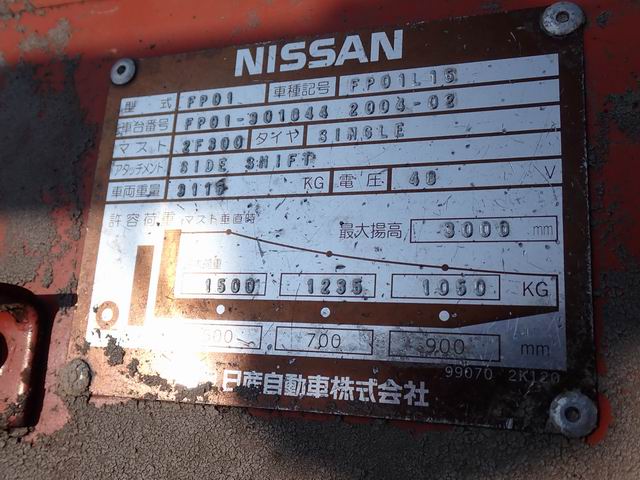 NISSAN
型式 FP01 車種記号 FP01L15
車台番号 FP01-301644 2004-02
マスト 2F300 タイヤ SINGLE
アタッチメント SIDE SHIFT
車両重量 3115 KG 電圧 48 V
許容荷重 マスト垂直時 最大揚高 3000 mm
1500 1235 1050 KG
700 900 mm
99070 2K120
日産自動車株式会社